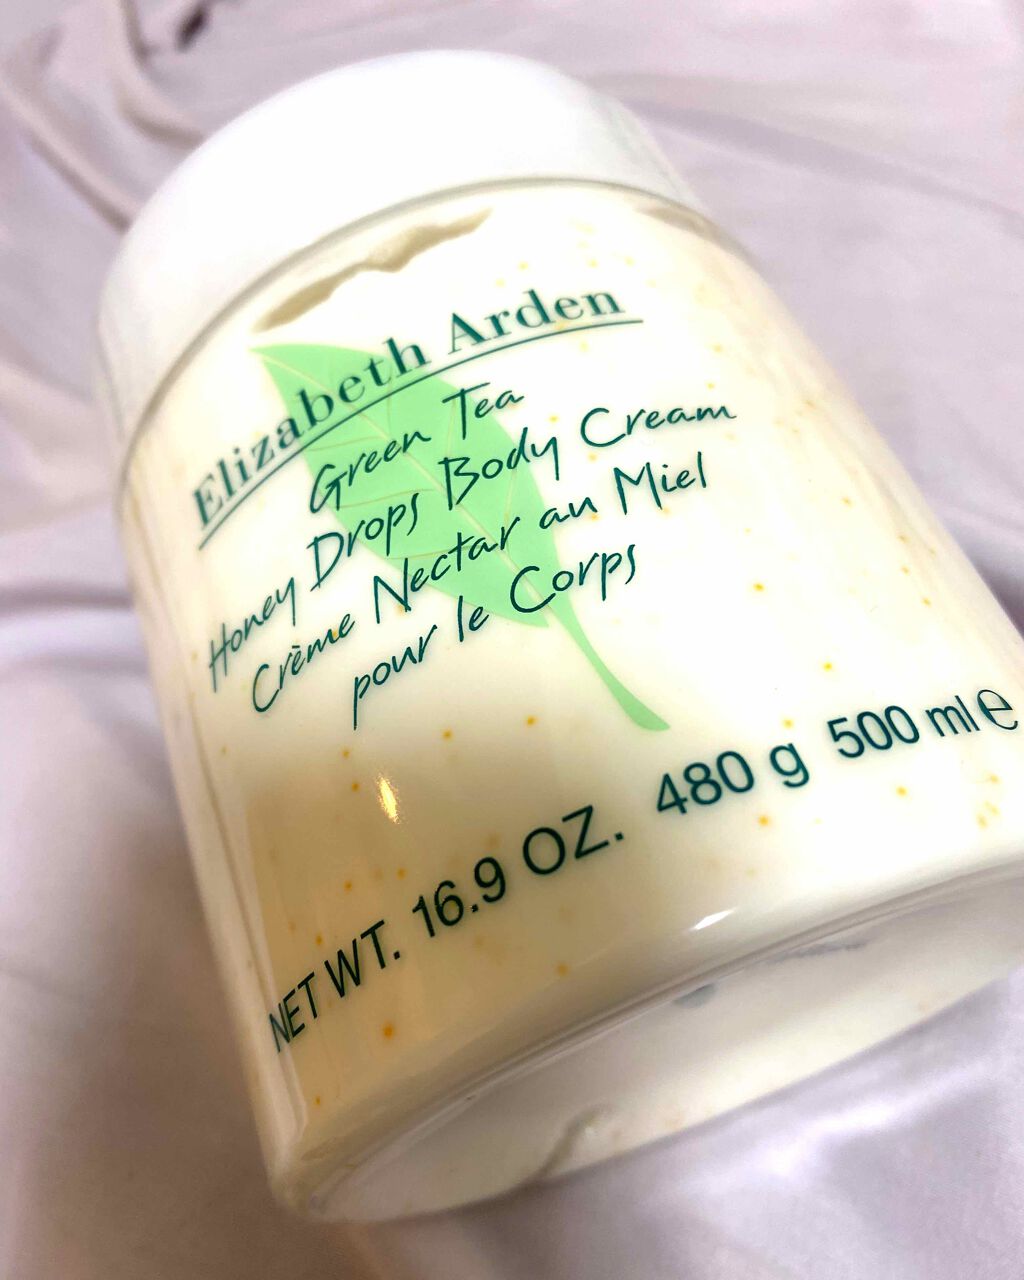 Elizabeth Arden
Green Tea
Honey Drops Body Cream
Crème Nectar au Miel
pour le Corps
NET WT. 16.9 OZ. 480 g 500 ml ℮